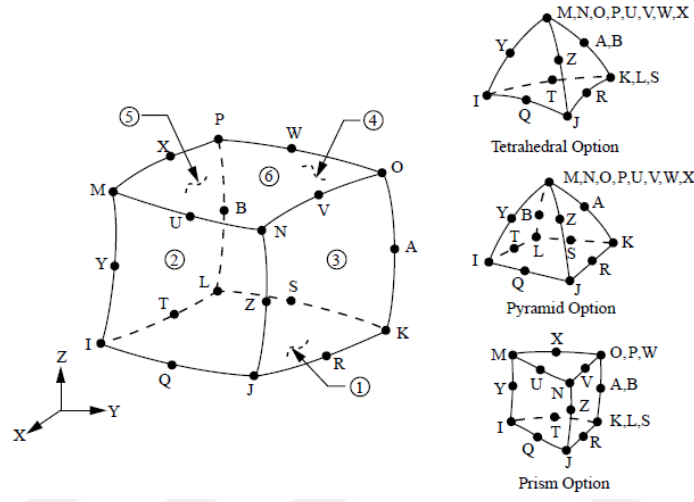 P
W
X
⑤
④
⑥
O
M
U
B
N
V
②
③
A
Y
L
T
Z
S
I
K
Q
R
J
①
Z
Y
X
M,N,O,P,U,V,W,X
Y
A,B
Z
T
K,L,S
I
R
Q
J
Tetrahedral Option
M,N,O,P,U,V,W,X
A
Y
B
Z
T
L
S
K
I
R
Q
J
Pyramid Option
X
M
O,P,W
U
V
N
Y
A,B
Z
I
T
K,L,S
Q
R
J
Prism Option